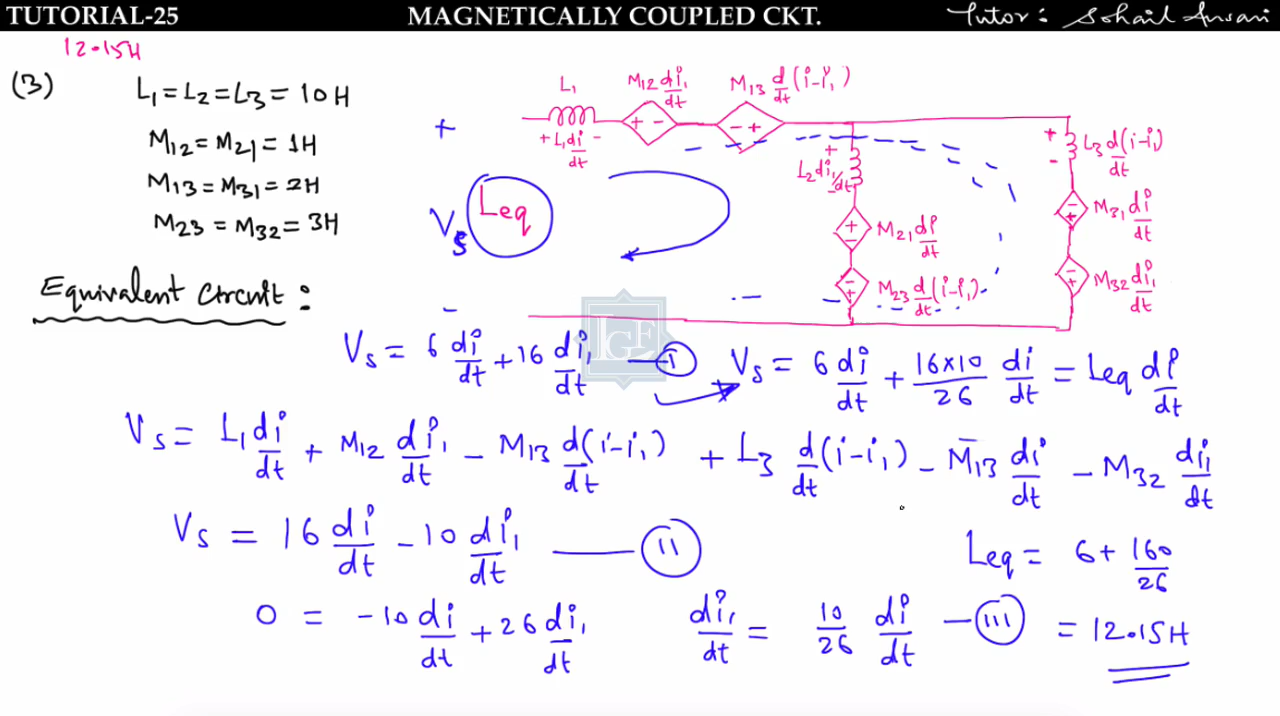 TUTORIAL-25 MAGNETICALLY COUPLED CKT. Tutor: Sohail Ansari
12.15H
(3) L1 = L2 = L3 = 10H
M12 = M21 = 1H
M13 = M31 = 2H
M23 = M32 = 3H
Equivalent Circuit:
L1 M12 di1/dt M13 d/dt (i-i1)
+ - - +
+ L1 di/dt -
+ Vs -
Leq
+ L2 di1/dt -
+ - M21 di/dt
- + M23 d/dt (i-i1)
+ - L3 d(i-i1)/dt
- + M31 di/dt
- + M32 di1/dt
IGF
Vs = 6 di/dt + 16 di1/dt — I
Vs = 6 di/dt + 16×10/26 di/dt = Leq di/dt
Vs = L1 di/dt + M12 di1/dt - M13 d(i-i1)/dt + L3 d/dt (i-i1) - M13 di/dt - M32 di1/dt
Vs = 16 di/dt - 10 di1/dt — II
Leq = 6 + 160/26
0 = -10 di/dt + 26 di1/dt
di1/dt = 10/26 di/dt — III
= 12.15H